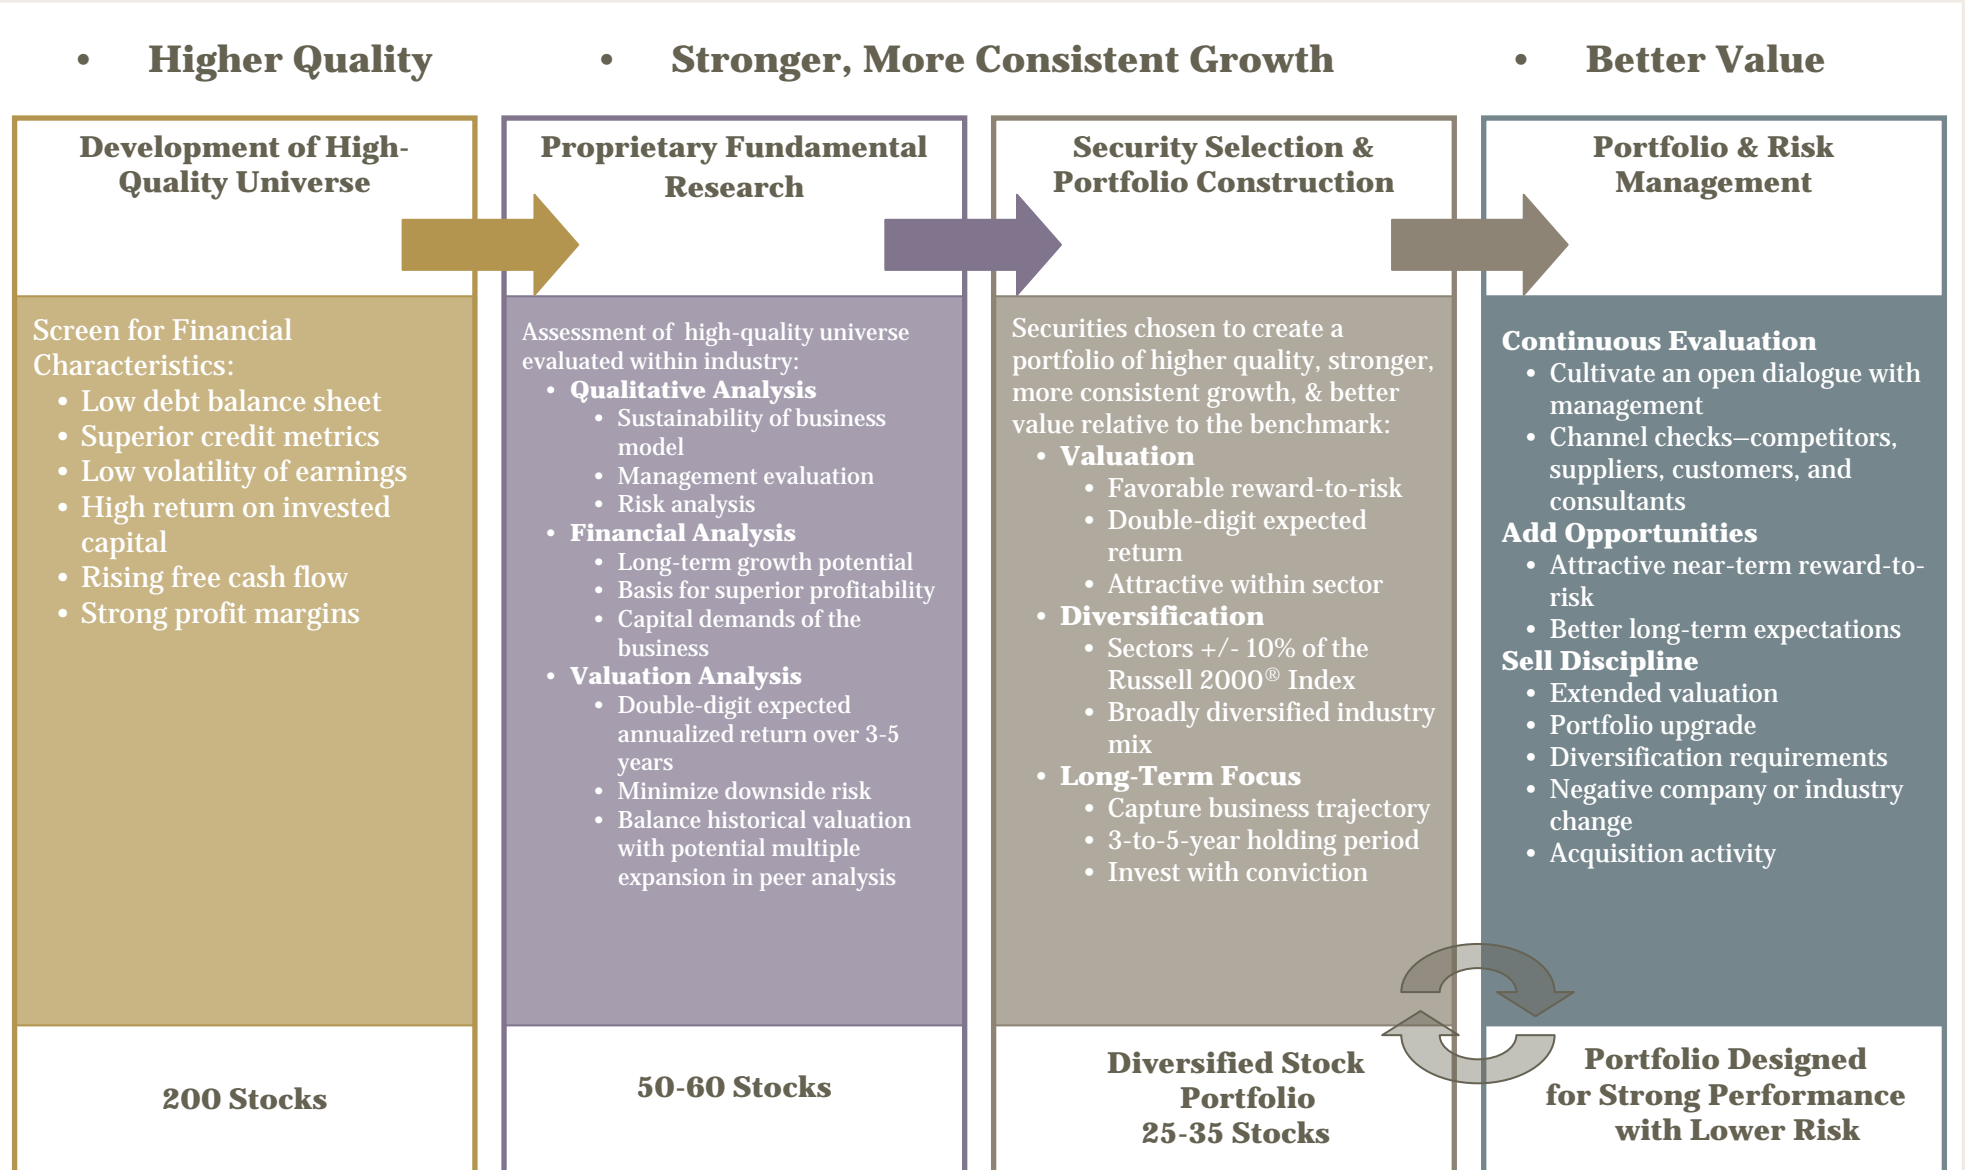 • Higher Quality
• Stronger, More Consistent Growth
• Better Value
Development of High-
Quality Universe
Screen for Financial
Characteristics:
• Low debt balance sheet
• Superior credit metrics
• Low volatility of earnings
• High return on invested
capital
• Rising free cash flow
• Strong profit margins
200 Stocks
Proprietary Fundamental
Research
Assessment of high-quality universe
evaluated within industry:
• Qualitative Analysis
• Sustainability of business
model
• Management evaluation
• Risk analysis
• Financial Analysis
• Long-term growth potential
• Basis for superior profitability
• Capital demands of the
business
• Valuation Analysis
• Double-digit expected
annualized return over 3-5
years
• Minimize downside risk
• Balance historical valuation
with potential multiple
expansion in peer analysis
50-60 Stocks
Security Selection &
Portfolio Construction
Securities chosen to create a
portfolio of higher quality, stronger,
more consistent growth, & better
value relative to the benchmark:
• Valuation
• Favorable reward-to-risk
• Double-digit expected
return
• Attractive within sector
• Diversification
• Sectors +/- 10% of the
Russell 2000® Index
• Broadly diversified industry
mix
• Long-Term Focus
• Capture business trajectory
• 3-to-5-year holding period
• Invest with conviction
Diversified Stock
Portfolio
25-35 Stocks
Portfolio & Risk
Management
Continuous Evaluation
• Cultivate an open dialogue with
management
• Channel checks—competitors,
suppliers, customers, and
consultants
Add Opportunities
• Attractive near-term reward-to-
risk
• Better long-term expectations
Sell Discipline
• Extended valuation
• Portfolio upgrade
• Diversification requirements
• Negative company or industry
change
• Acquisition activity
Portfolio Designed
for Strong Performance
with Lower Risk